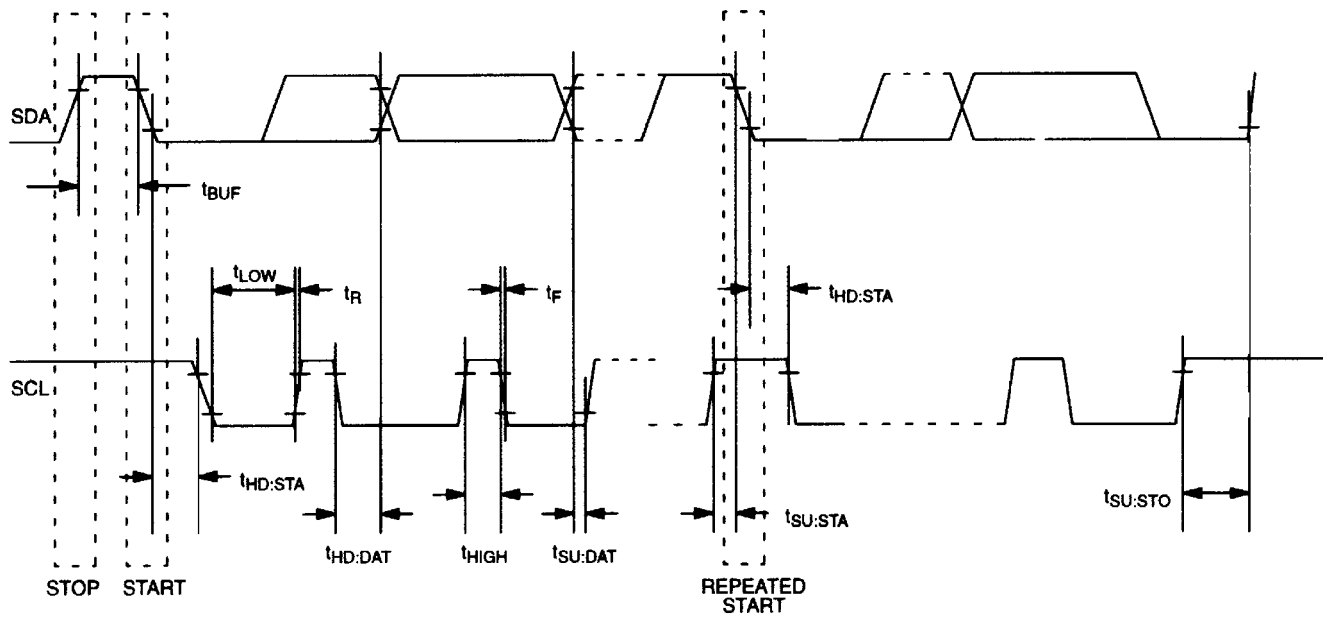 SDA
tBUF
tLOW
tR
tF
tHD:STA
SCL
tHD:STA
tHD:DAT
tHIGH
tSU:DAT
tSU:STA
tSU:STO
STOP
START
REPEATED
START